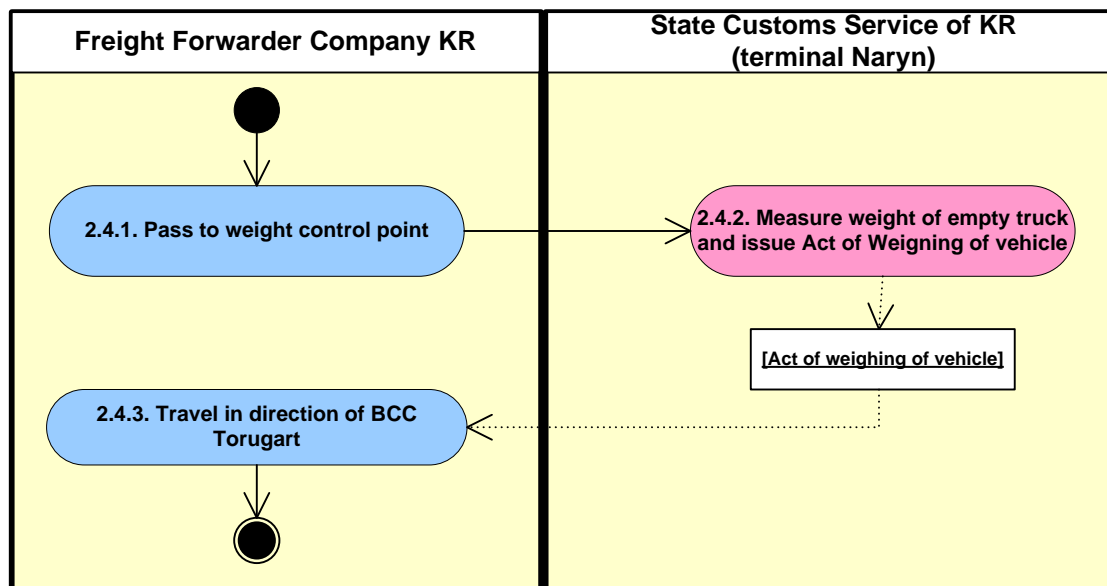 Freight Forwarder Company KR
State Customs Service of KR
(terminal Naryn)
2.4.1. Pass to weight control point
2.4.2. Measure weight of empty truck
and issue Act of Weigning of vehicle
[Act of weighing of vehicle]
2.4.3. Travel in direction of BCC
Torugart